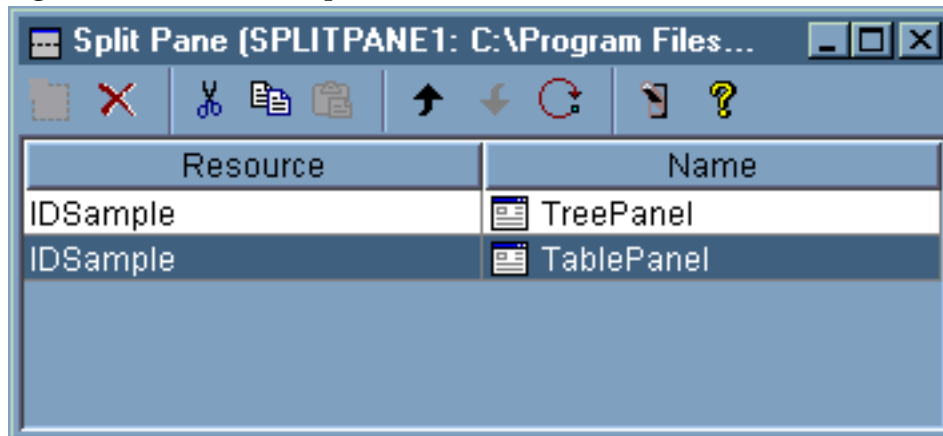 Split Pane (SPLITPANE1: C:\Program Files...
Resource Name
IDSample TreePanel
IDSample TablePanel